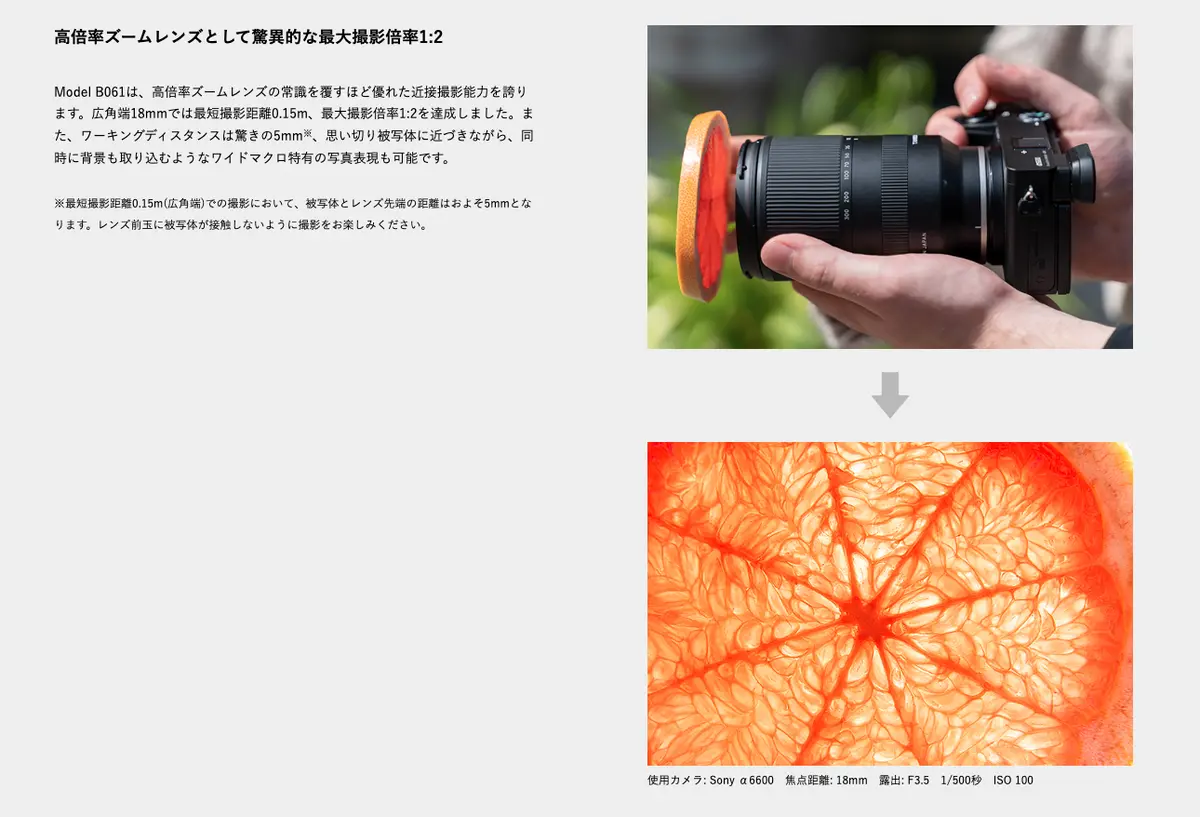 高倍率ズームレンズとして驚異的な最大撮影倍率1:2
Model B061は、高倍率ズームレンズの常識を覆すほど優れた近接撮影能力を誇り
ます。広角端18mmでは最短撮影距離0.15m、最大撮影倍率1:2を達成しました。ま
た、ワーキングディスタンスは驚きの5mm※、思い切り被写体に近づきながら、同
時に背景も取り込むようなワイドマクロ特有の写真表現も可能です。
※最短撮影距離0.15m(広角端)での撮影において、被写体とレンズ先端の距離はおよそ5mmとな
ります。レンズ前玉に被写体が接触しないように撮影をお楽しみください。
300 200 100 70 50
TAMRON
JAPAN
使用カメラ: Sony α6600 焦点距離: 18mm 露出: F3.5 1/500秒 ISO 100